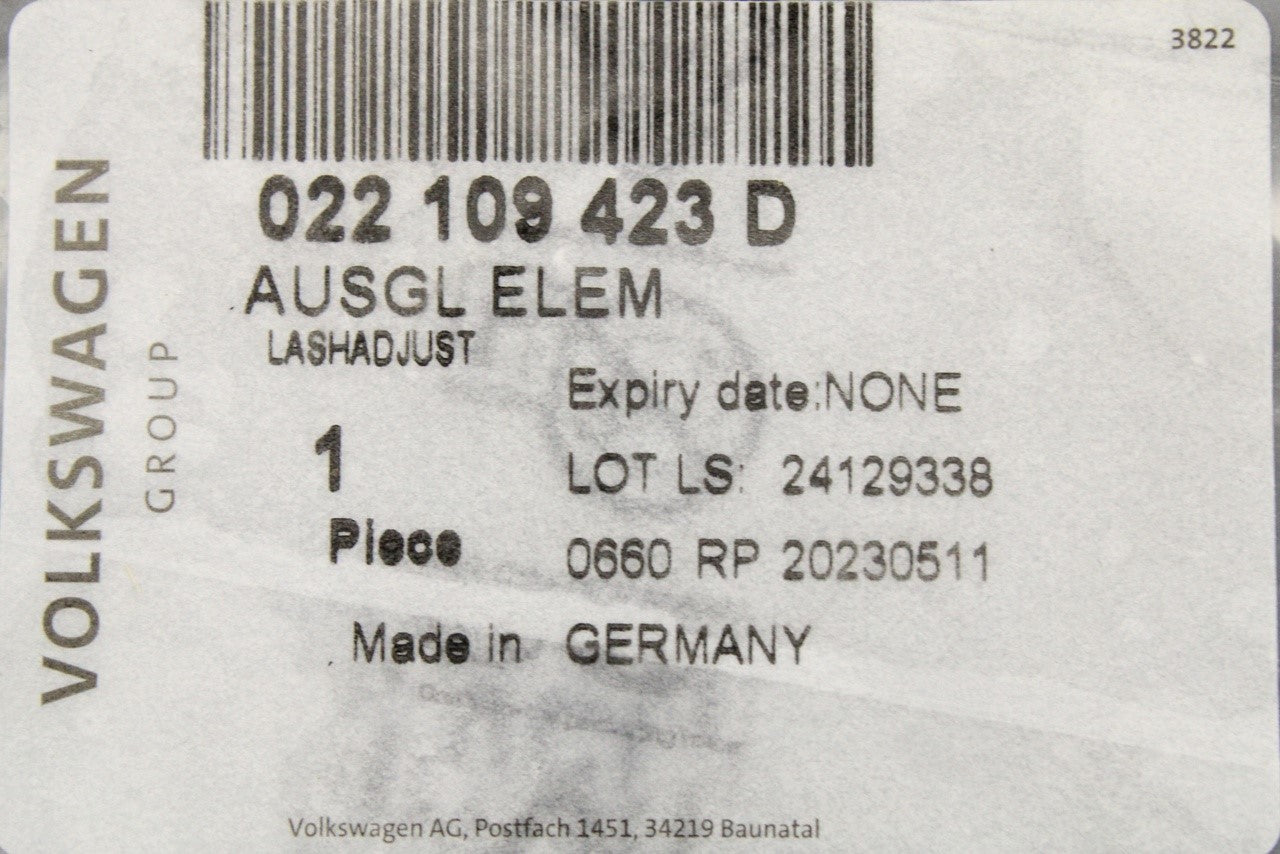 3822
VOLKSWAGEN
GROUP
022 109 423 D
AUSGL ELEM
LASHADJUST
Expiry date:NONE
1
LOT LS: 24129338
Piece
0660 RP 20230511
Made in GERMANY
Volkswagen AG, Postfach 1451, 34219 Baunatal